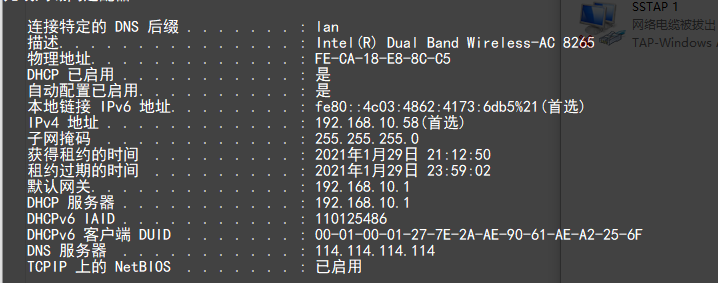 连接特定的 DNS 后缀 . . . . . . . : lan
描述. . . . . . . . . . . . . . . : Intel(R) Dual Band Wireless-AC 8265
物理地址. . . . . . . . . . . . . : FE-CA-18-E8-8C-C5
DHCP 已启用 . . . . . . . . . . . : 是
自动配置已启用. . . . . . . . . . : 是
本地链接 IPv6 地址. . . . . . . . : fe80::4c03:4862:4173:6db5%21(首选)
IPv4 地址 . . . . . . . . . . . . : 192.168.10.58(首选)
子网掩码 . . . . . . . . . . . . : 255.255.255.0
获得租约的时间 . . . . . . . . . : 2021年1月29日 21:12:50
租约过期的时间 . . . . . . . . . : 2021年1月29日 23:59:02
默认网关. . . . . . . . . . . . . : 192.168.10.1
DHCP 服务器 . . . . . . . . . . . : 192.168.10.1
DHCPv6 IAID . . . . . . . . . . . : 110125486
DHCPv6 客户端 DUID . . . . . . . : 00-01-00-01-27-7E-2A-AE-90-61-AE-A2-25-6F
DNS 服务器 . . . . . . . . . . . : 114.114.114.114
TCPIP 上的 NetBIOS . . . . . . . : 已启用
SSTAP 1
网络电缆被拔出
TAP-Windows A